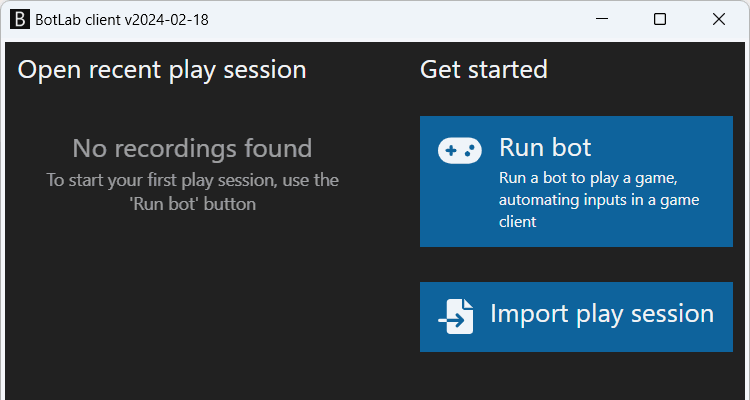 B BotLab client v2024-02-18
Open recent play session
No recordings found
To start your first play session, use the
'Run bot' button
Get started
Run bot
Run a bot to play a game,
automating inputs in a game
client
Import play session